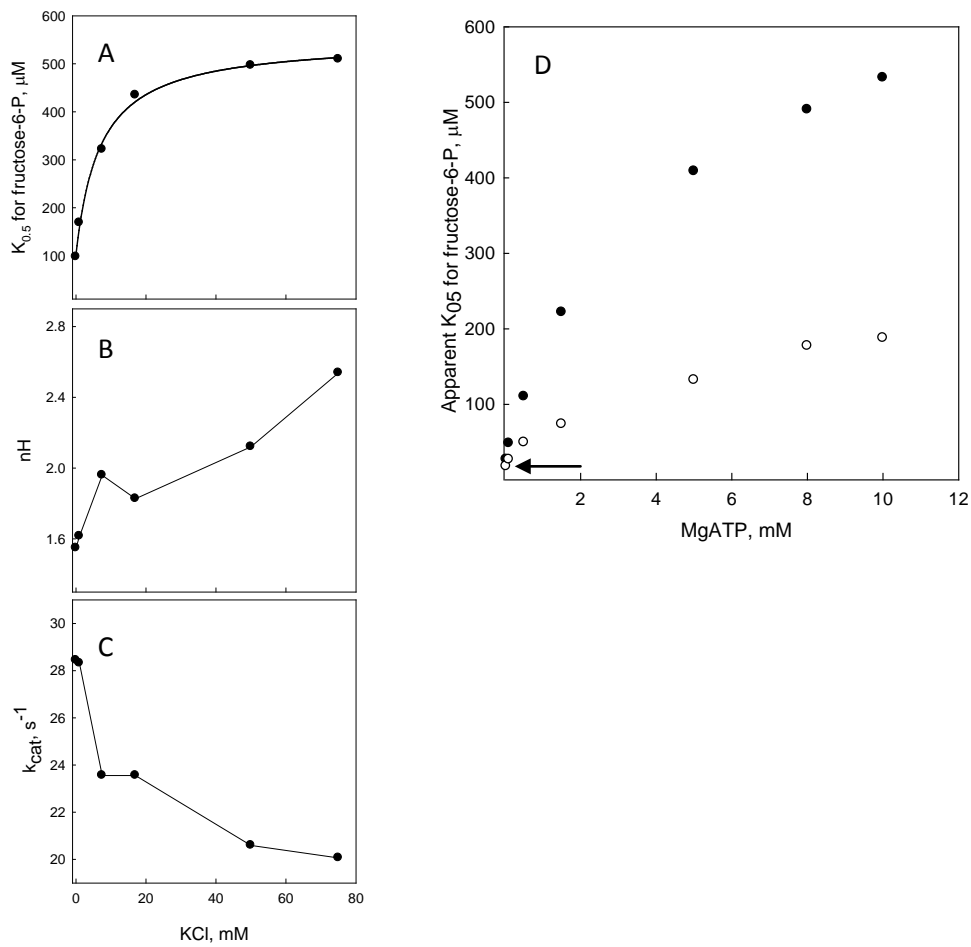 A
K0.5 for fructose-6-P, μM
600
500
400
300
200
100
B
nH
2.8
2.4
2.0
1.6
C
kcat, s-1
30
28
26
24
22
20
0 20 40 60 80
KCl, mM
D
Apparent K05 for fructose-6-P, μM
600
500
400
300
200
100
2 4 6 8 10 12
MgATP, mM